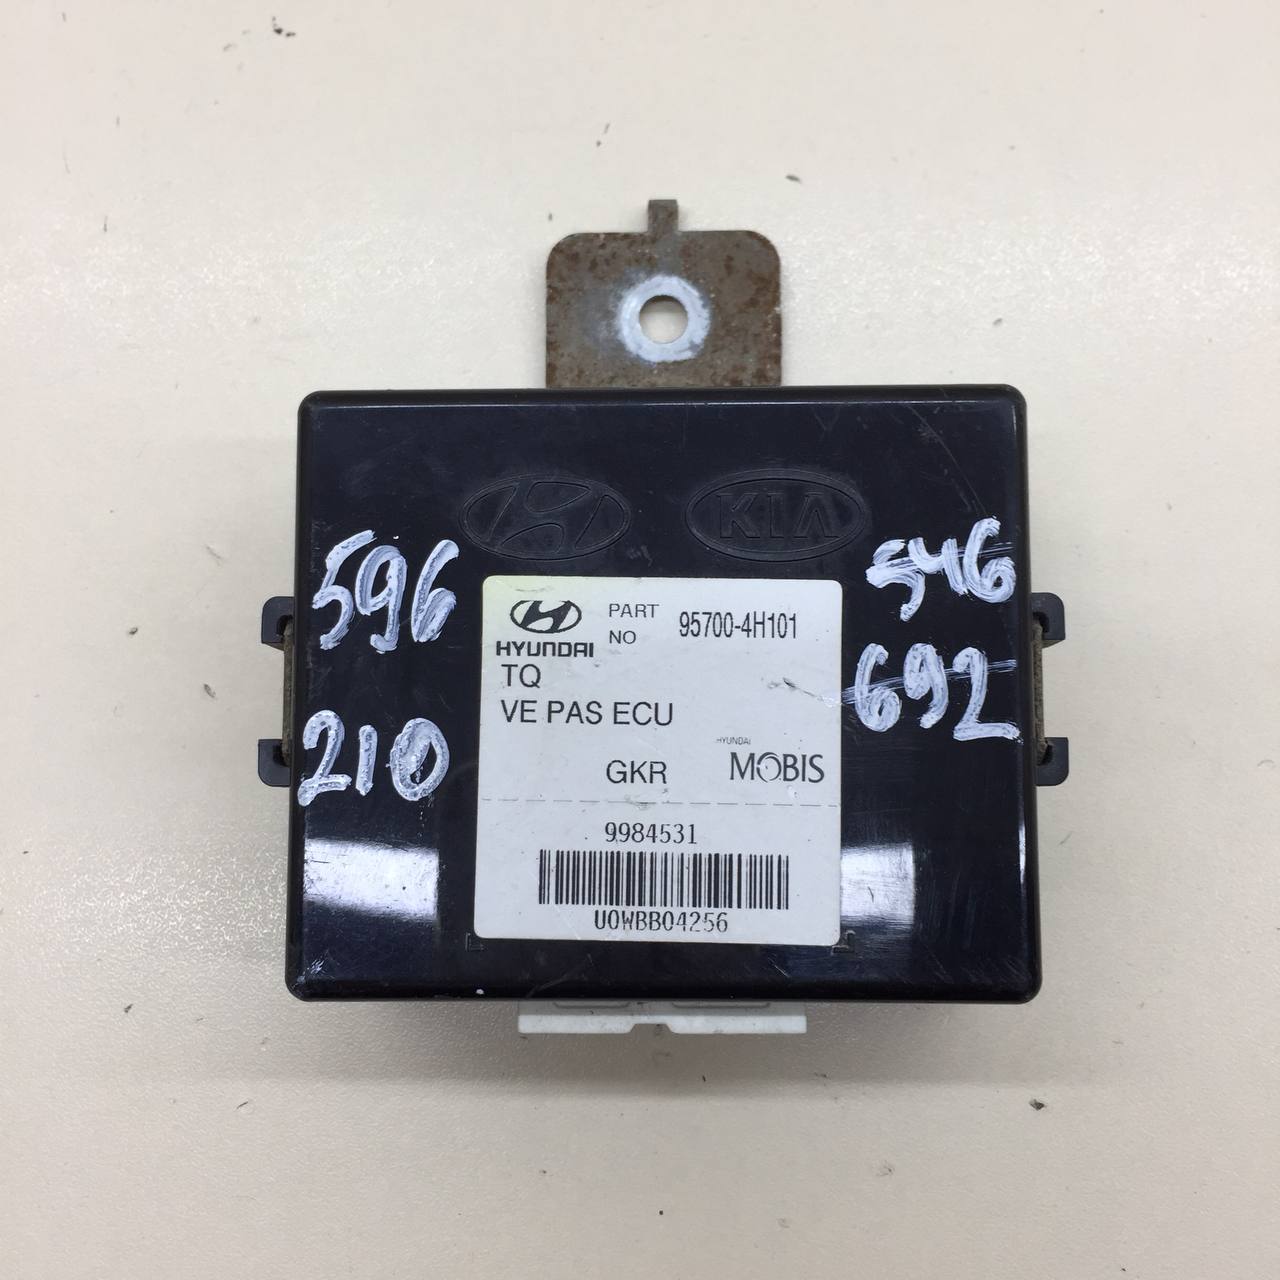 KIA
596
210
546
692
HYUNDAI
PART NO 95700-4H101
TQ
VE PAS ECU
GKR
HYUNDAI
MOBIS
9984531
U0WBB04256